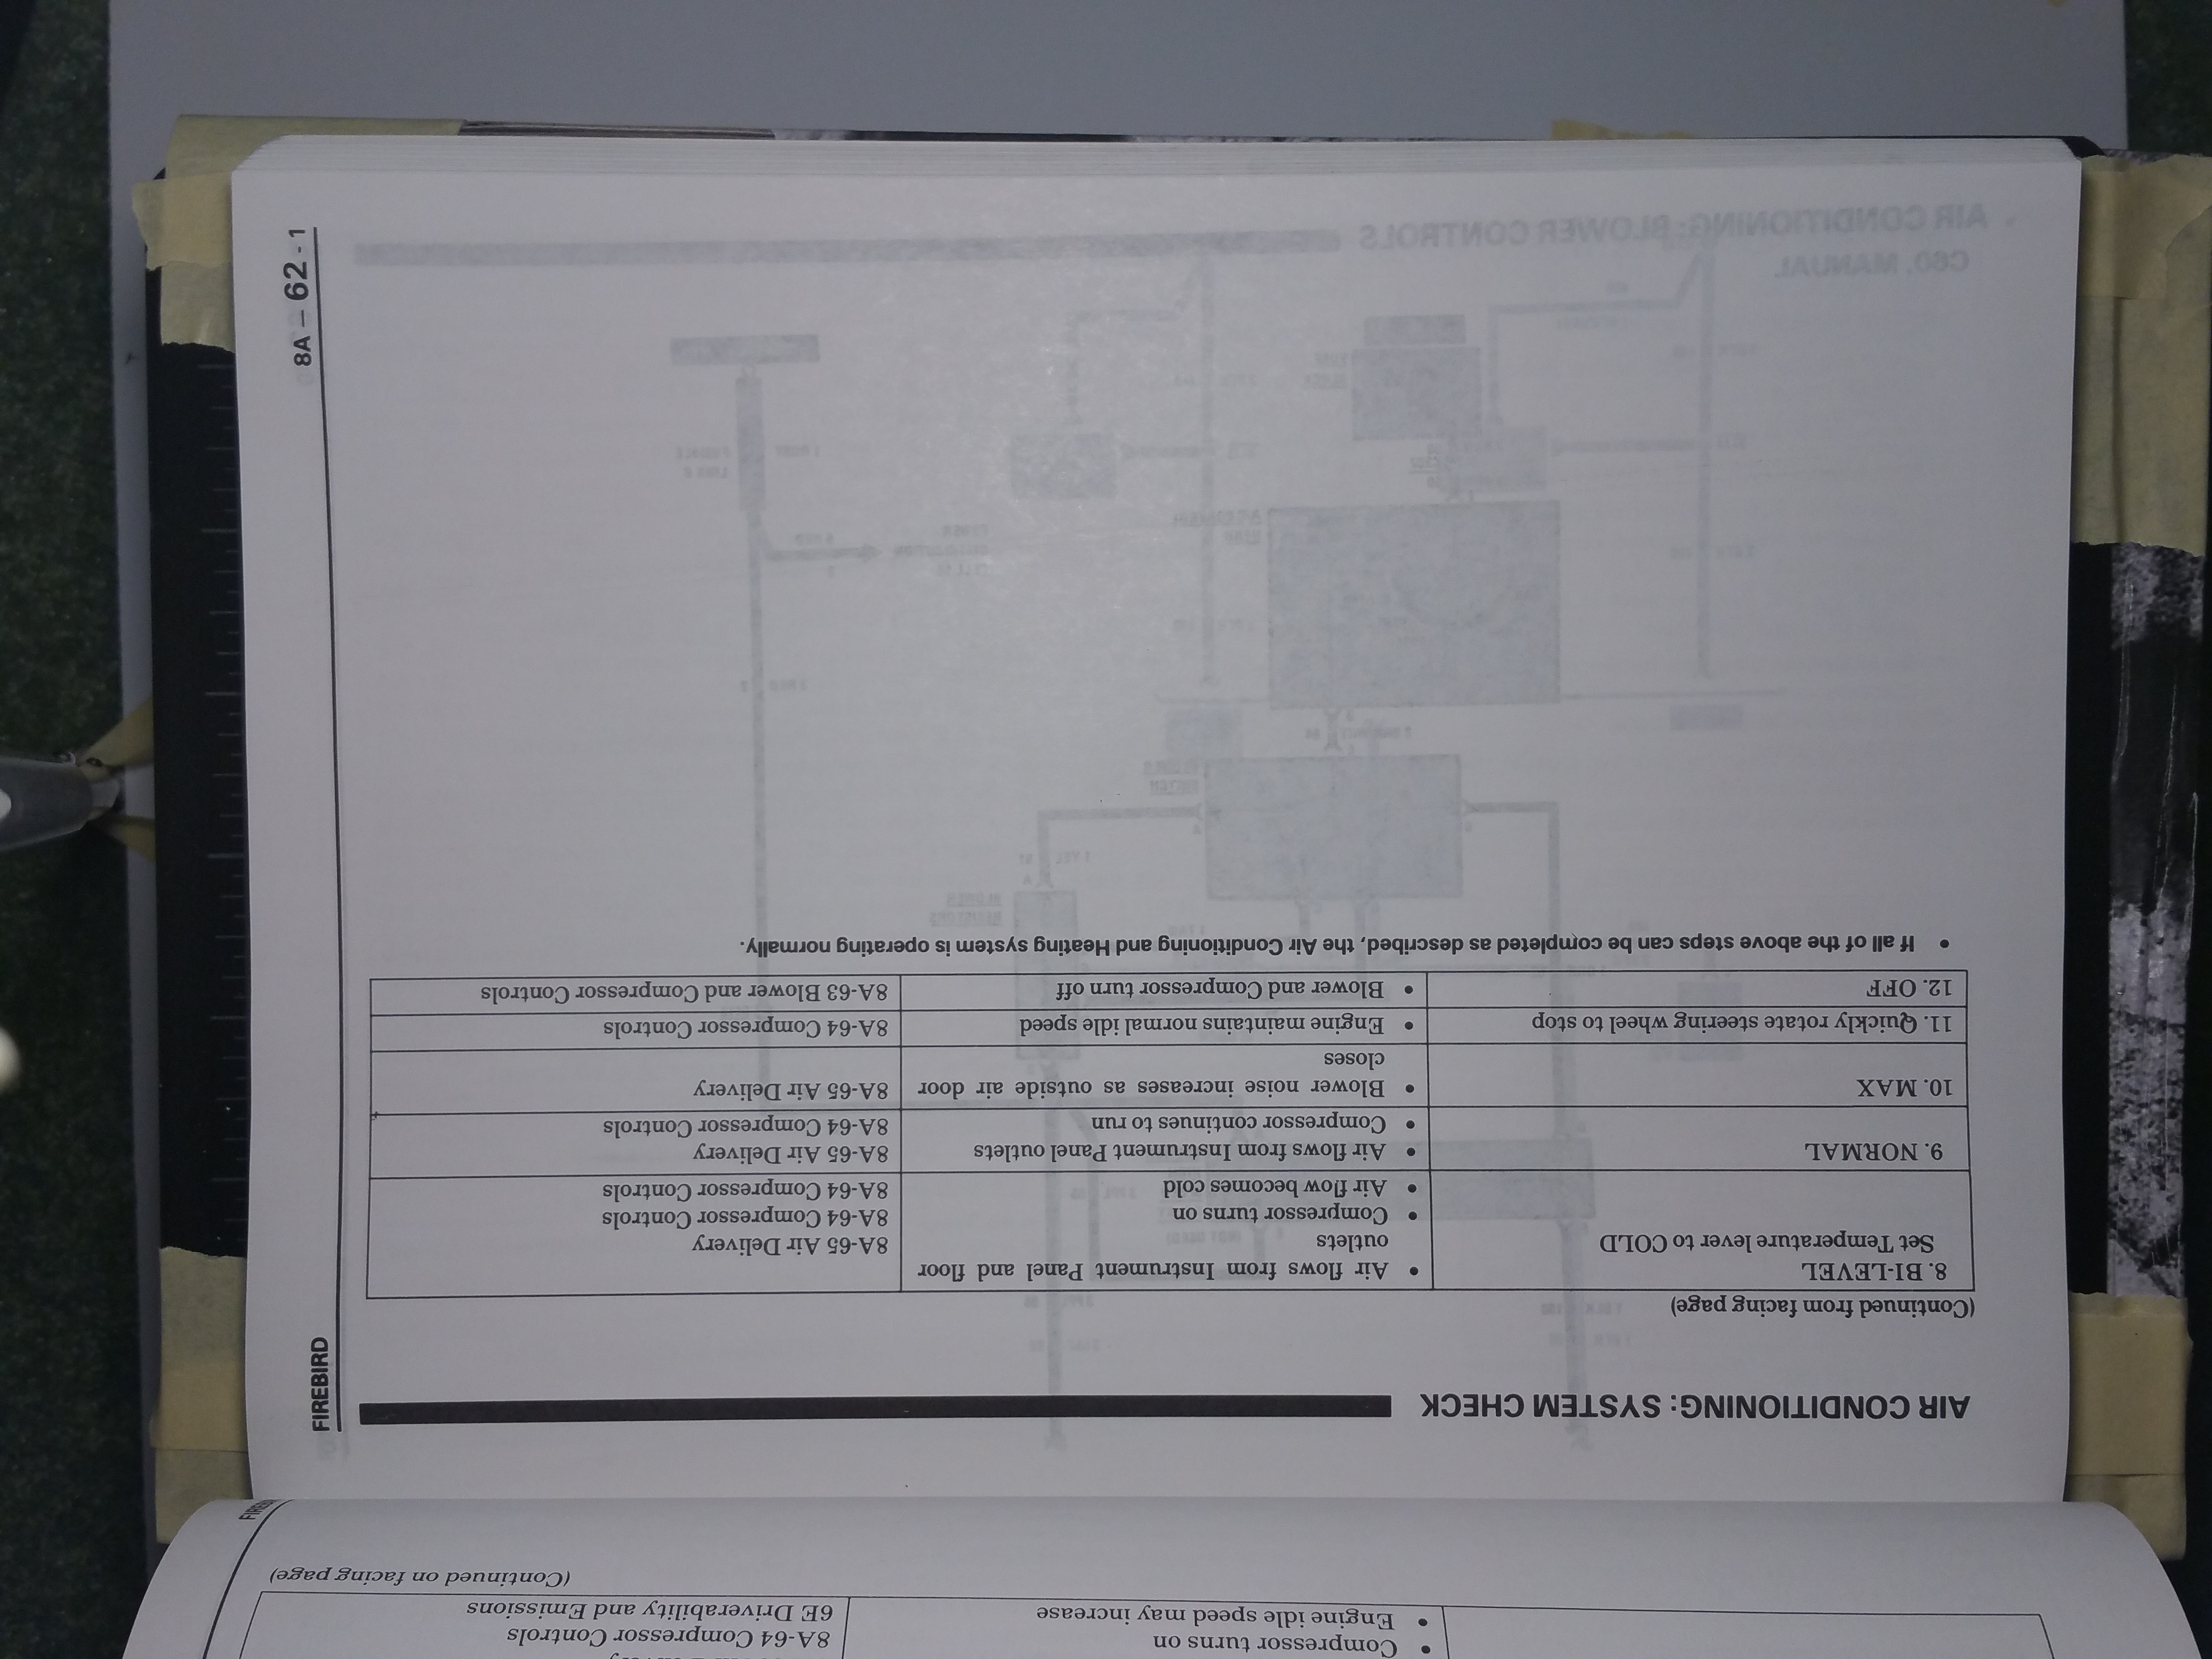 Compressor turns on
8A-64 Compressor Controls
• Engine idle speed may increase
6E Driverability and Emissions
(Continued on facing page)
FIREBIRD
AIR CONDITIONING: SYSTEM CHECK
(Continued from facing page)
8. BI-LEVEL
Set Temperature lever to COLD
• Air flows from Instrument Panel and floor
outlets
• Compressor turns on
• Air flow becomes cold
8A-65 Air Delivery
8A-64 Compressor Controls
8A-64 Compressor Controls
9. NORMAL
• Air flows from Instrument Panel outlets
• Compressor continues to run
8A-65 Air Delivery
8A-64 Compressor Controls
10. MAX
• Blower noise increases as outside air door
closes
8A-65 Air Delivery
11. Quickly rotate steering wheel to stop
• Engine maintains normal idle speed
8A-64 Compressor Controls
12. OFF
• Blower and Compressor turn off
8A-63 Blower and Compressor Controls
• If all of the above steps can be completed as described, the Air Conditioning and Heating system is operating normally.
8A – 62 - 1
AIR CONDITIONING: BLOWER CONTROLS
C60, MANUAL